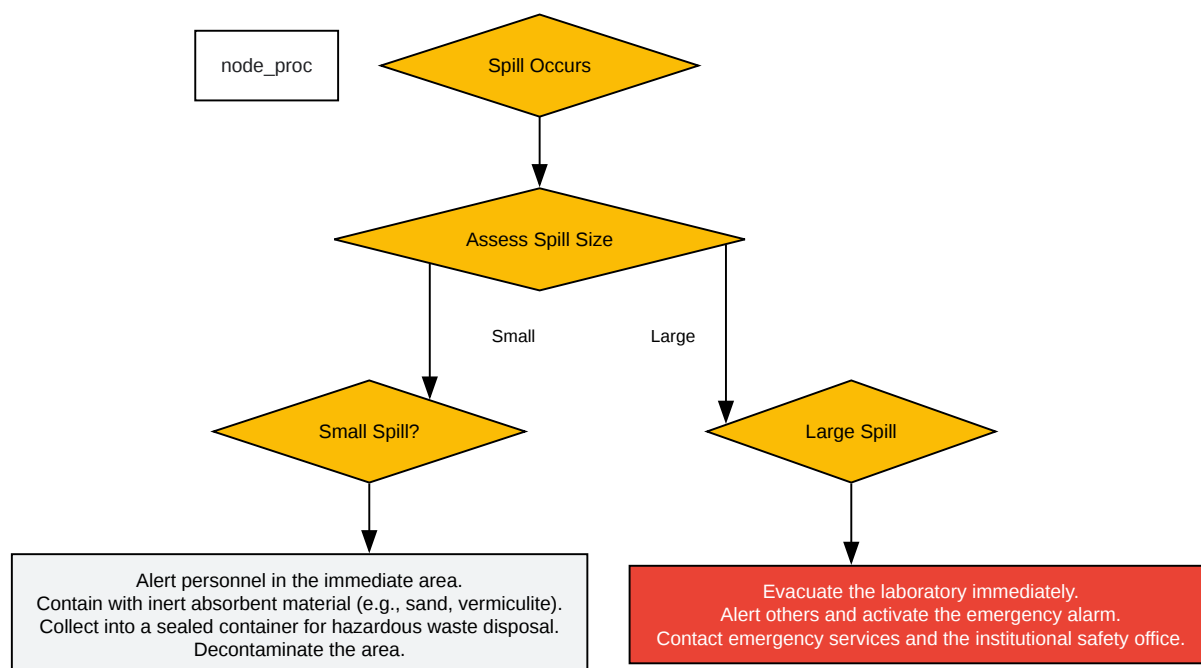 node_proc
Spill Occurs
Assess Spill Size
Small
Large
Small Spill?
Large Spill
Alert personnel in the immediate area.
Contain with inert absorbent material (e.g., sand, vermiculite).
Collect into a sealed container for hazardous waste disposal.
Decontaminate the area.
Evacuate the laboratory immediately.
Alert others and activate the emergency alarm.
Contact emergency services and the institutional safety office.